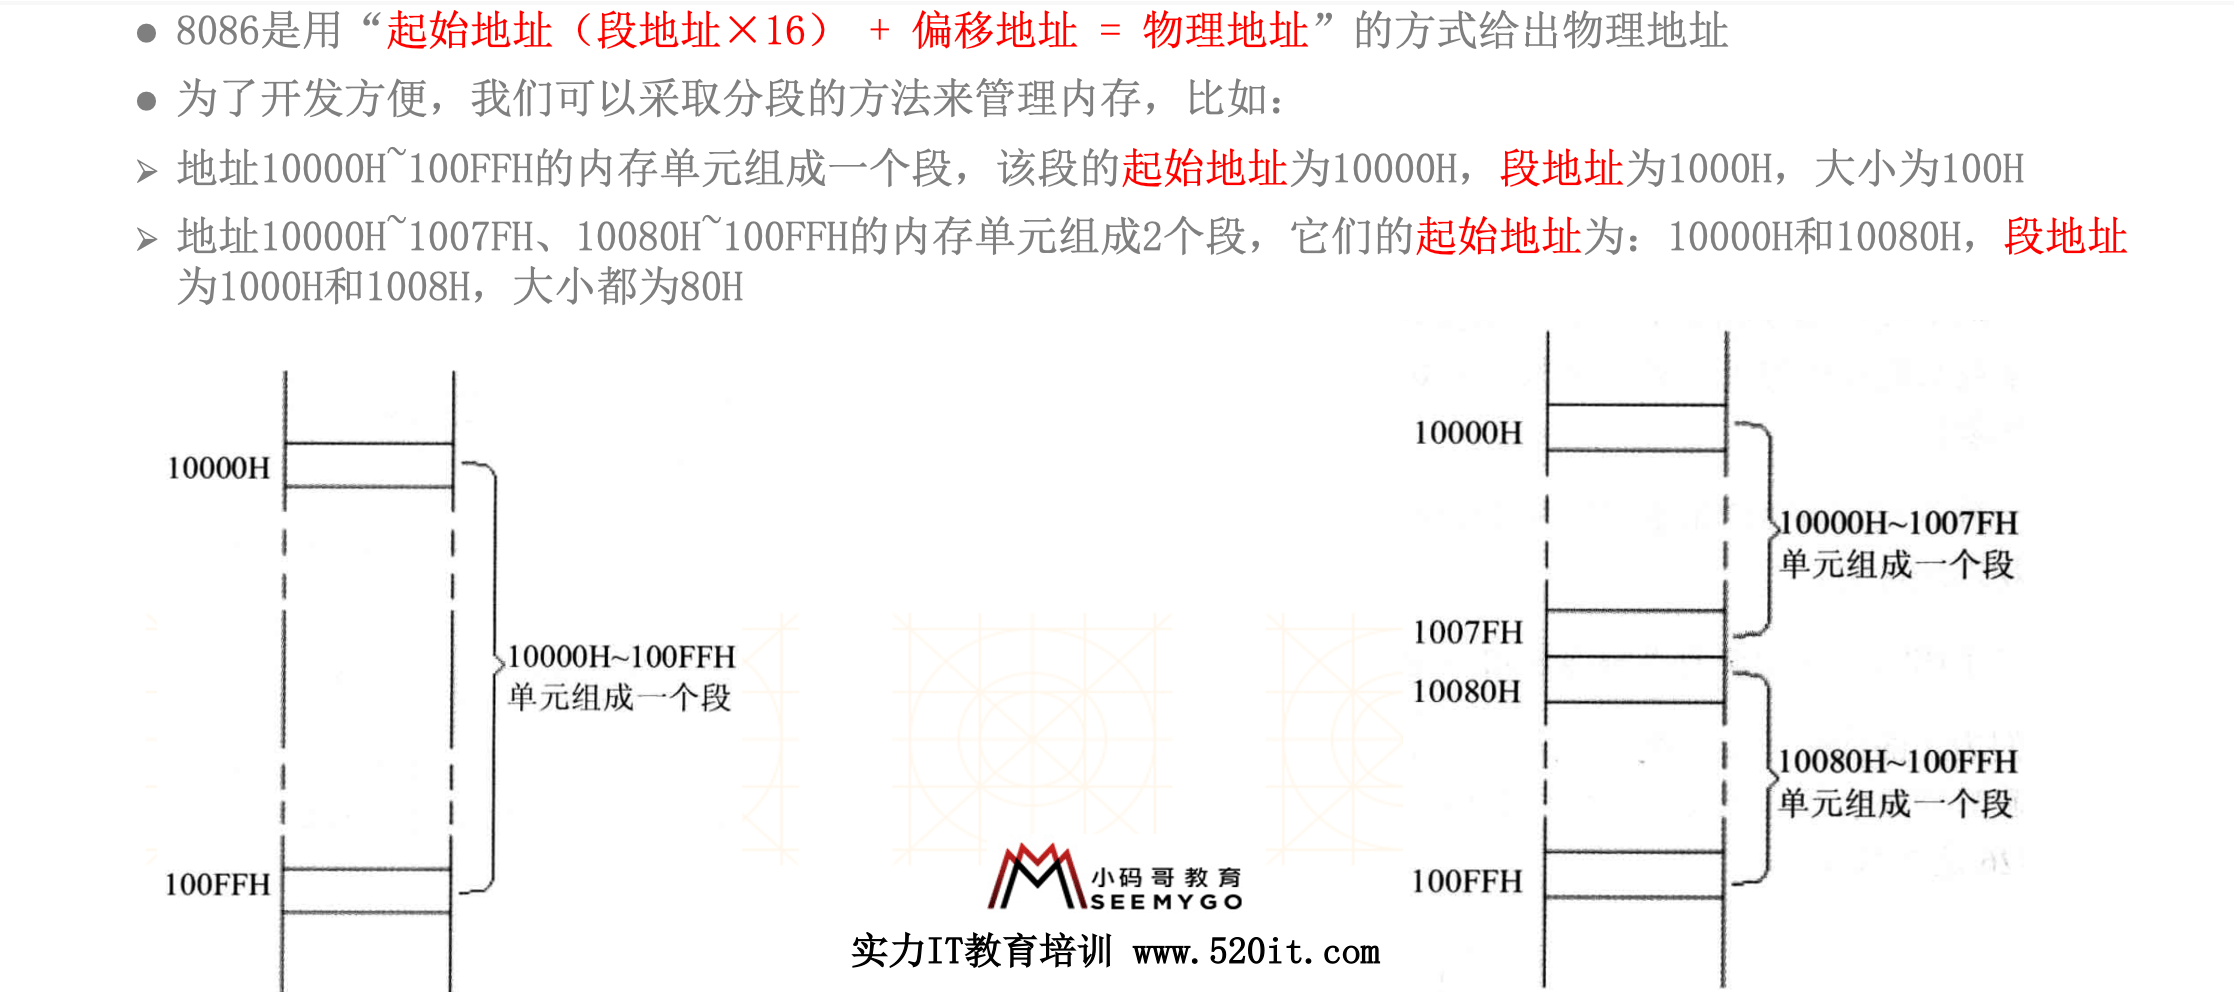 ● 8086是用“起始地址（段地址×16） + 偏移地址 = 物理地址”的方式给出物理地址
● 为了开发方便，我们可以采取分段的方法来管理内存，比如：
➢ 地址10000H~100FFH的内存单元组成一个段，该段的起始地址为10000H，段地址为1000H，大小为100H
➢ 地址10000H~1007FH、10080H~100FFH的内存单元组成2个段，它们的起始地址为：10000H和10080H，段地址
为1000H和1008H，大小都为80H
10000H
10000H~100FFH
单元组成一个段
100FFH
10000H
10000H~1007FH
单元组成一个段
1007FH
10080H
10080H~100FFH
单元组成一个段
100FFH
小码哥教育
SEEMYGO
实力IT教育培训 www.520it.com